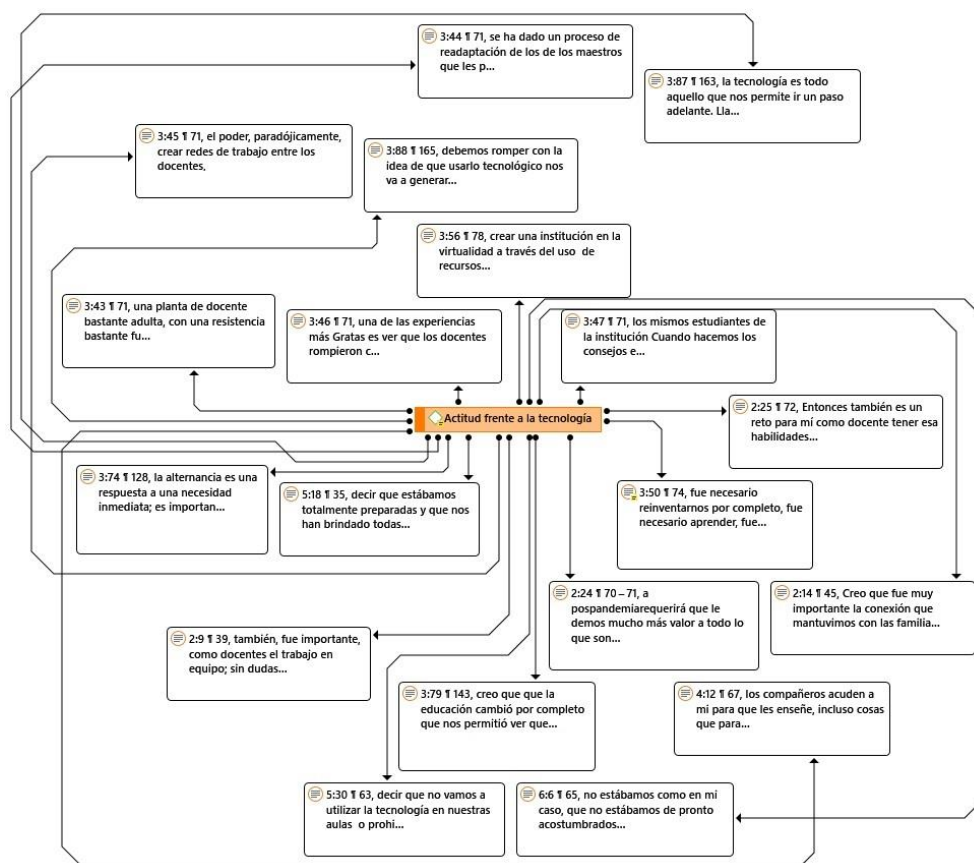 3:44 ¶ 71, se ha dado un proceso de
readaptación de los de los maestros
que les p...
3:87 ¶ 163, la tecnología es todo
aquello que nos permite ir un paso
adelante. Lla...
3:45 ¶ 71, el poder, paradójicamente,
crear redes de trabajo entre los
docentes.
3:88 ¶ 165, debemos romper con la
idea de que usarlo tecnológico nos
va a generar...
3:56 ¶ 78, crear una institución en la
virtualidad a través del uso  de
recursos...
3:43 ¶ 71, una planta de docente
bastante adulta, con una resistencia
bastante fu...
3:46 ¶ 71, una de las experiencias
más Gratas es ver que los docentes
rompieron c...
3:47 ¶ 71, los mismos estudiantes de
la institución Cuando hacemos los
consejos e...
Actitud frente a la tecnología
2:25 ¶ 72, Entonces también es un
reto para mí como docente tener esa
habilidades...
3:74 ¶ 128, la alternancia es una
respuesta a una necesidad
inmediata; es importan...
5:18 ¶ 35, decir que estábamos
totalmente preparadas y que nos
han brindado todas...
3:50 ¶ 74, fue necesario
reinventarnos por completo, fue
necesario aprender, fue...
2:24 ¶ 70 – 71, a
pospandemiarequerirá que le
demos mucho más valor a todo lo
que son...
2:14 ¶ 45, Creo que fue muy
importante la conexión que
mantuvimos con las familia...
2:9 ¶ 39, también, fue importante,
como docentes el trabajo en
equipo; sin dudas...
3:79 ¶ 143, creo que que la
educación cambió por completo
que nos permitió ver que...
4:12 ¶ 67, los compañeros acuden a
mi para que les enseñe, incluso cosas
que para...
5:30 ¶ 63, decir que no vamos a
utilizar la tecnología en nuestras
aulas  o prohi...
6:6 ¶ 65, no estábamos como en mi
caso, que no estábamos de pronto
acostumbrados...